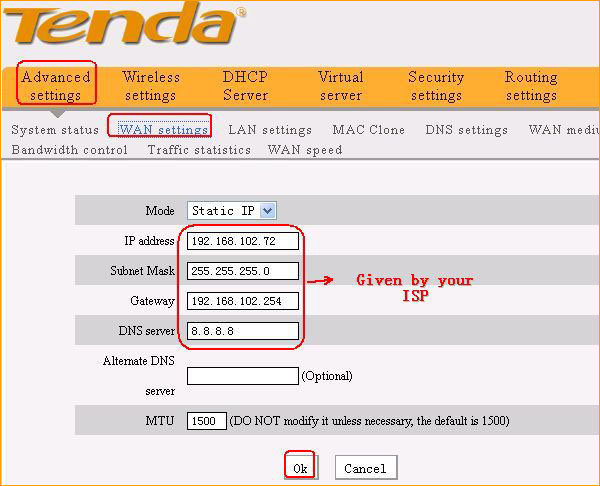 Tenda®
Advanced settings
Wireless settings
DHCP Server
Virtual server
Security settings
Routing settings
System status WAN settings LAN settings MAC Clone DNS settings WAN mediu
Bandwidth control Traffic statistics WAN speed
Mode Static IP
IP address 192.168.102.72
Subnet Mask 255.255.255.0
Gateway 192.168.102.254
DNS server 8.8.8.8
Given by your
ISP
Alternate DNS
server
(Optional)
MTU 1500 (DO NOT modify it unless necessary, the default is 1500)
Ok Cancel